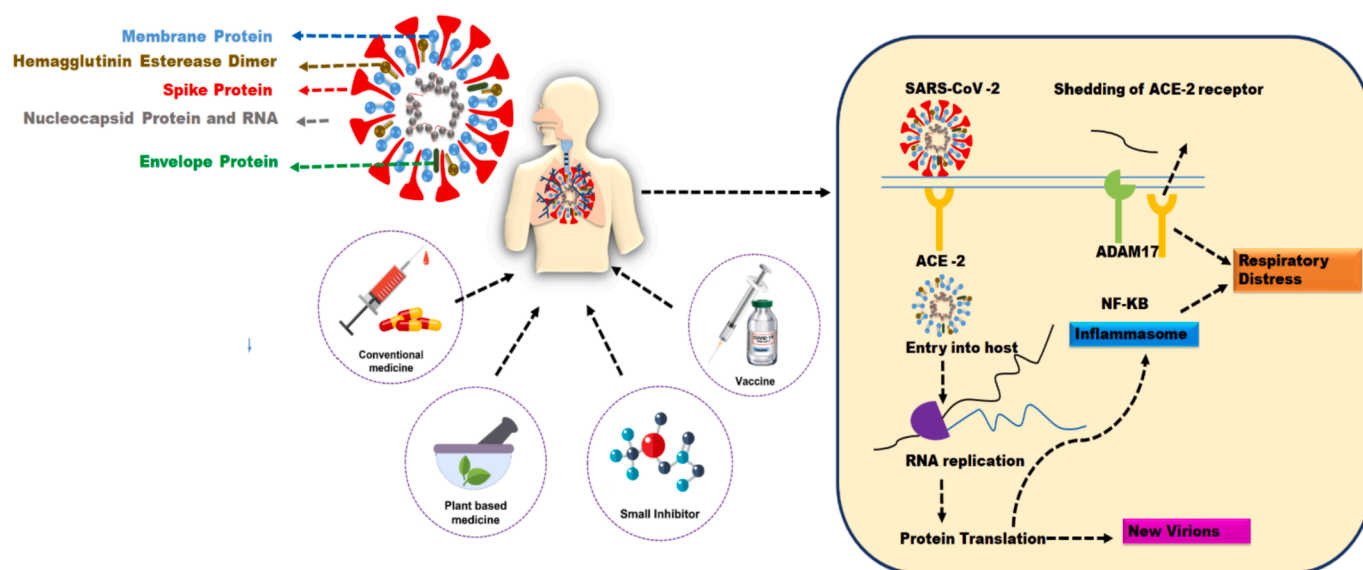 Membrane Protein
Hemagglutinin Esterease Dimer
Spike Protein
Nucleocapsid Protein and RNA
Envelope Protein
Conventional
medicine
Plant based
medicine
Small Inhibitor
COVID-19
Vaccine
SARS-CoV -2
Shedding of ACE-2 receptor
ACE -2
ADAM17
Respiratory
Distress
NF-KB
Inflammasome
Entry into host
RNA replication
Protein Translation
New Virions